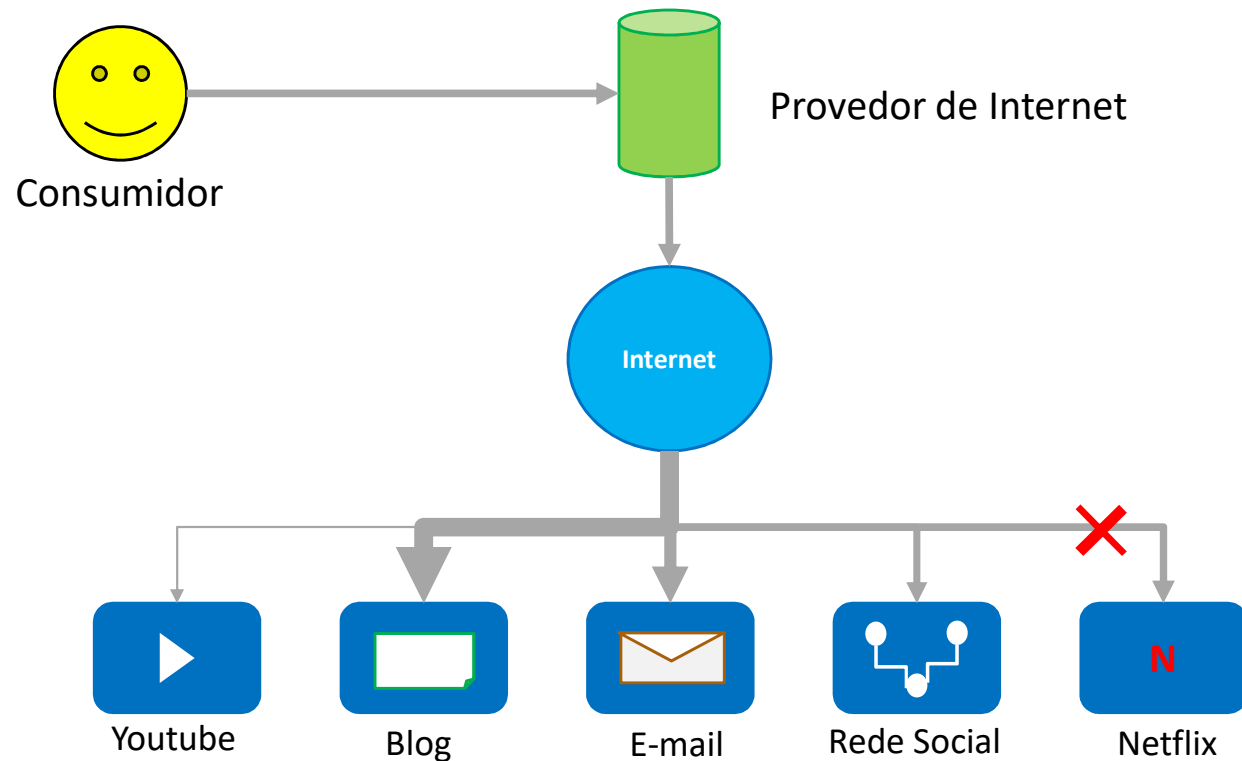 Provedor de Internet
Consumidor
Internet
N
Youtube
Blog
E-mail
Rede Social
Netflix